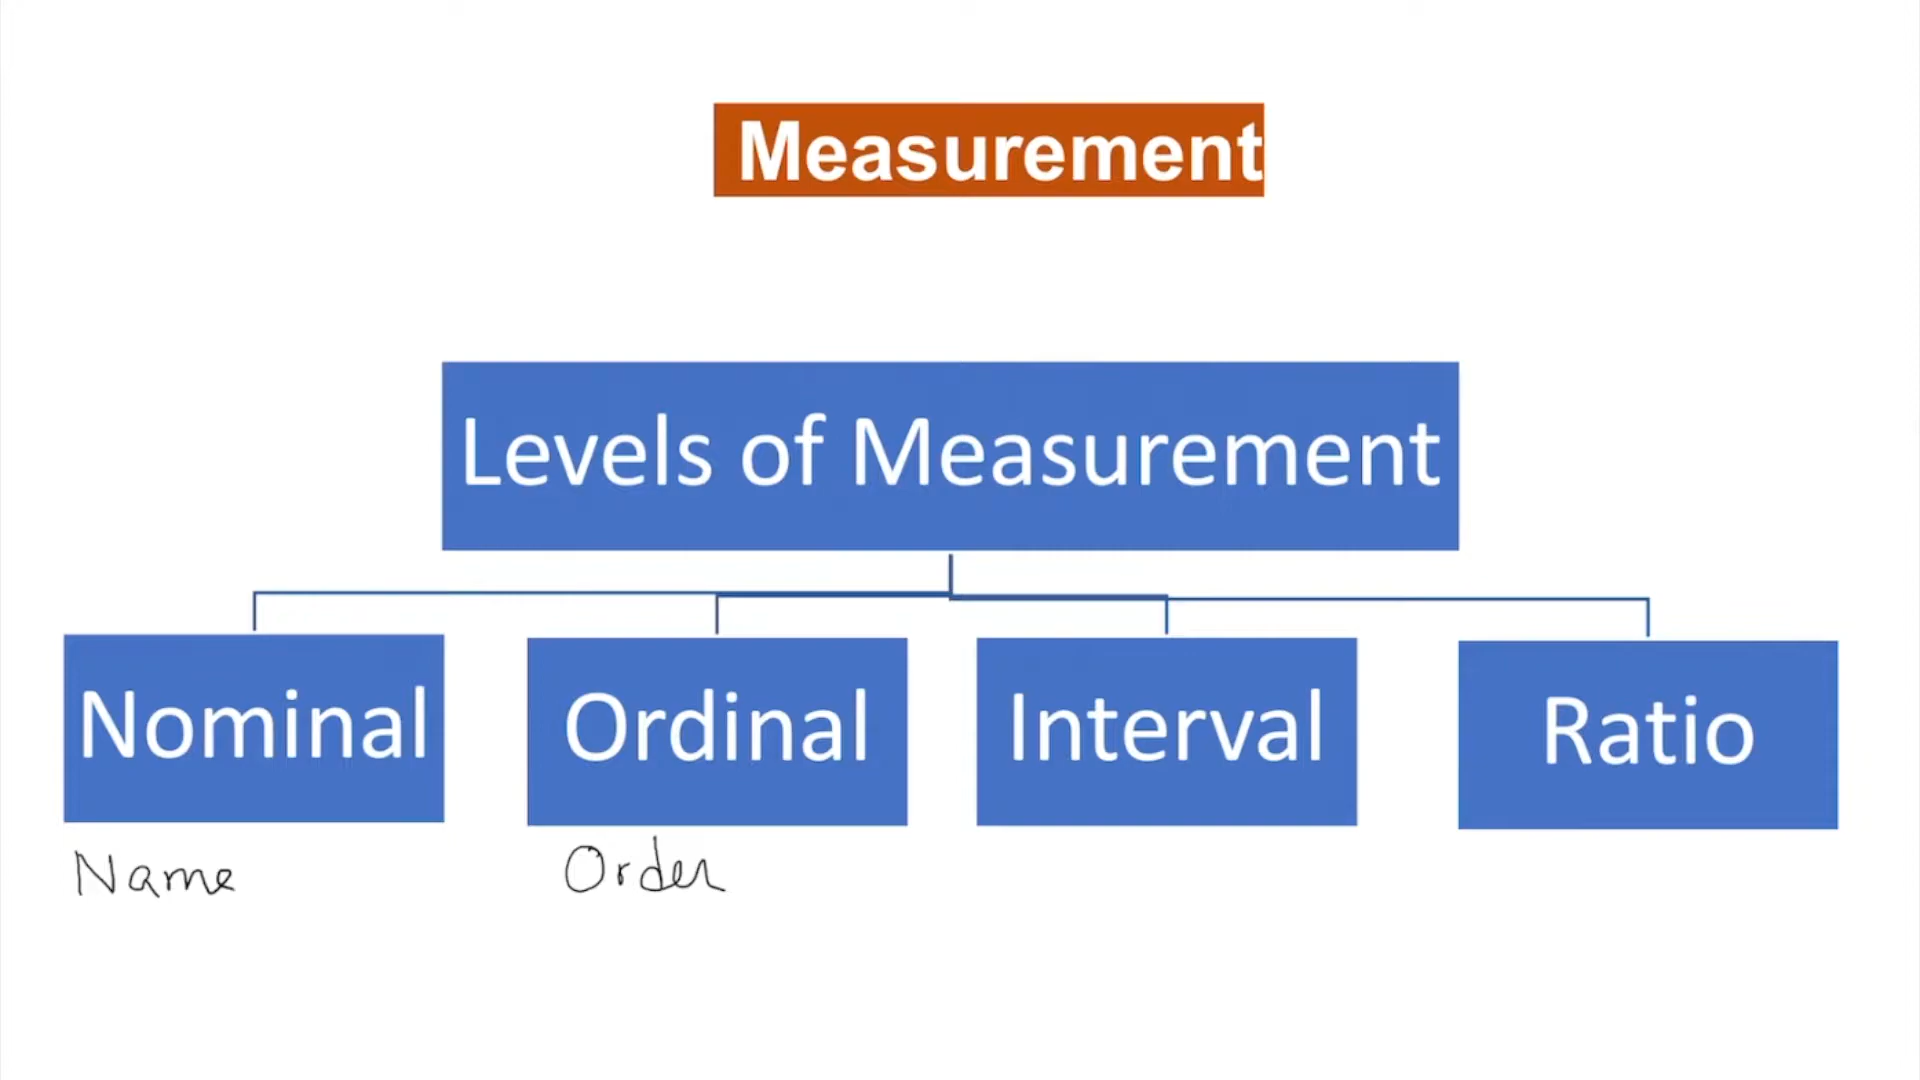 Measurement
Levels of Measurement
Nominal
Ordinal
Interval
Ratio
Name
Order